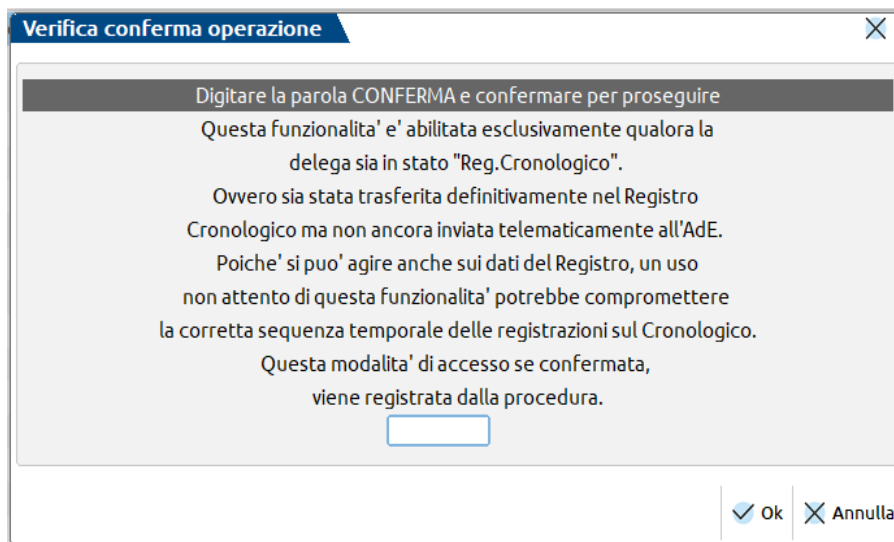 Verifica conferma operazione
Digitare la parola CONFERMA e confermare per proseguire
Questa funzionalita' e' abilitata esclusivamente qualora la
delega sia in stato "Reg.Cronologico".
Ovvero sia stata trasferita definitivamente nel Registro
Cronologico ma non ancora inviata telematicamente all'AdE.
Poiche' si puo' agire anche sui dati del Registro, un uso
non attento di questa funzionalita' potrebbe compromettere
la corretta sequenza temporale delle registrazioni sul Cronologico.
Questa modalita' di accesso se confermata,
viene registrata dalla procedura.
Ok Annulla